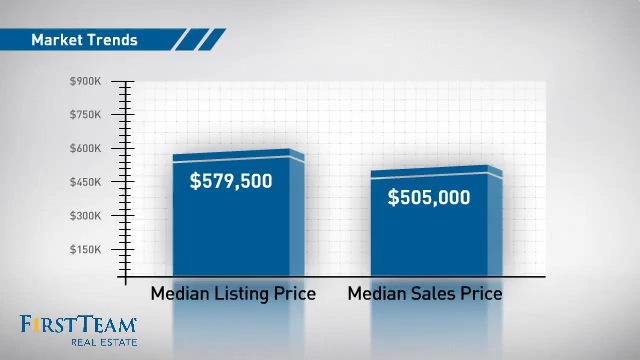 Market Trends
$900K
$750K
$600K
$450K
$300K
$150K
$579,500
$505,000
Median Listing Price
Median Sales Price
FIRSTTEAM®
REAL ESTATE